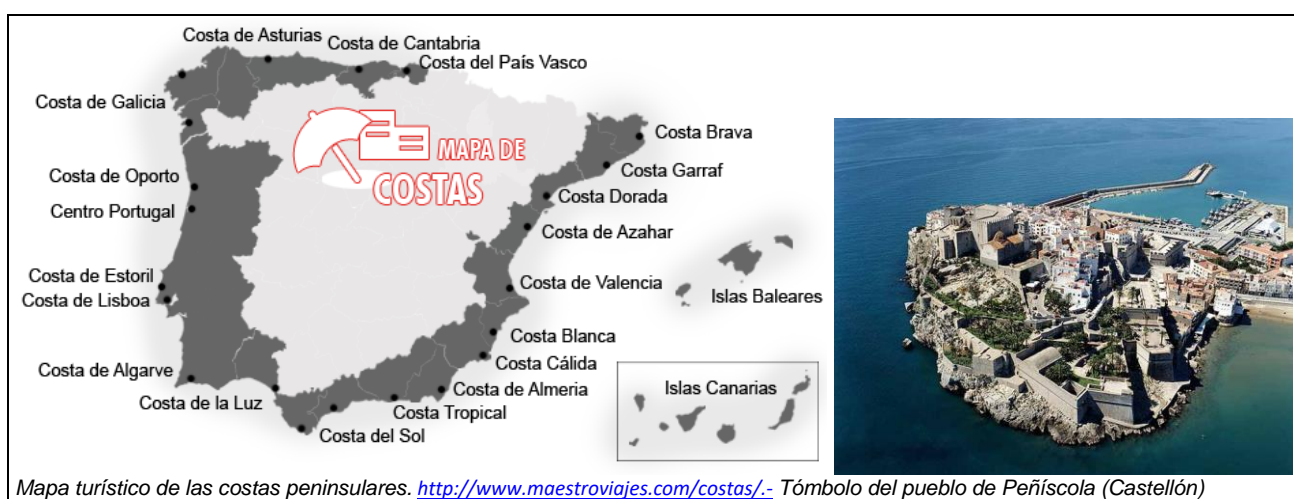 Costa de Asturias
Costa de Cantabria
Costa del País Vasco
Costa de Galicia
Costa Brava
MAPA DE
COSTAS
Costa Garraf
Costa de Oporto
Costa Dorada
Centro Portugal
Costa de Azahar
Costa de Estoril
Costa de Valencia
Islas Baleares
Costa de Lisboa
Costa Blanca
Costa Cálida
Costa de Algarve
Islas Canarias
Costa de Almeria
Costa de la Luz
Costa Tropical
Costa del Sol
Mapa turístico de las costas peninsulares. http://www.maestroviajes.com/costas/.- Tómbolo del pueblo de Peñíscola (Castellón)